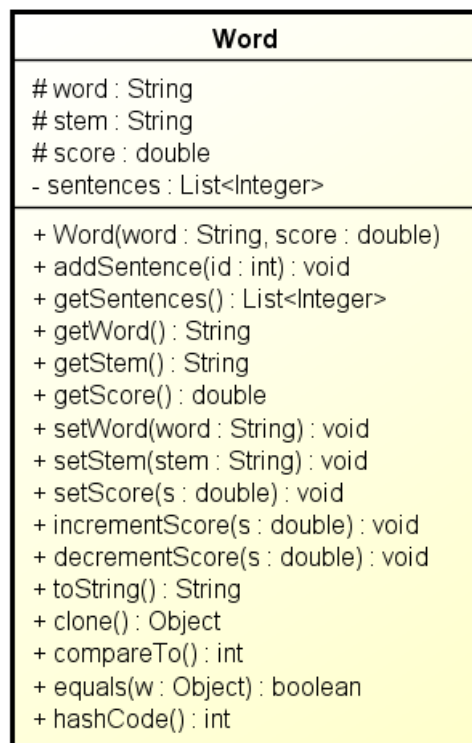 Word
# word : String
# stem : String
# score : double
- sentences : List<Integer>
+ Word(word : String, score : double)
+ addSentence(id : int) : void
+ getSentences() : List<Integer>
+ getWord() : String
+ getStem() : String
+ getScore() : double
+ setWord(word : String) : void
+ setStem(stem : String) : void
+ setScore(s : double) : void
+ incrementScore(s : double) : void
+ decrementScore(s : double) : void
+ toString() : String
+ clone() : Object
+ compareTo() : int
+ equals(w : Object) : boolean
+ hashCode() : int